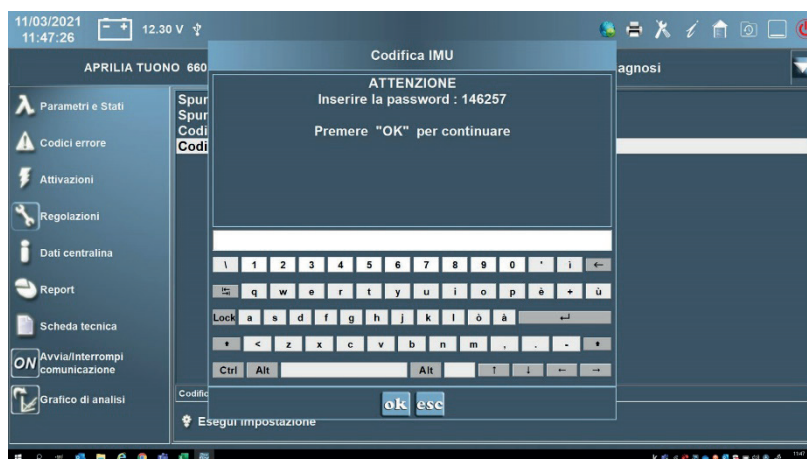 11/03/2021
11:47:26
12.30 V
Codifica IMU
APRILIA TUONO 660
agnosi
ATTENZIONE
Inserire la password : 146257
Premere "OK" per continuare
Parametri e Stati
Codici errore
Attivazioni
Regolazioni
Dati centralina
Report
Scheda tecnica
ON Avvia/Interrompi
comunicazione
Grafico di analisi
Spur
Spur
Codi
Codi
\ 1 2 3 4 5 6 7 8 9 0 ' ì ←
q w e r t y u i o p è + ù
Lock a s d f g h j k l ò à
< z x c v b n m , . -
Ctrl Alt Alt ↑ ↓ ← →
ok esc
Codific
Esegui impostazione